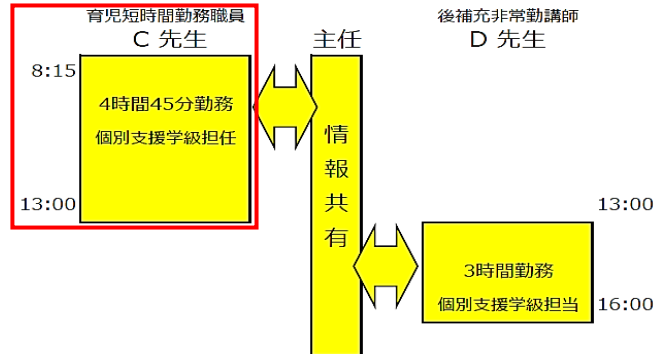 育児短時間勤務職員
C 先生
主任
後補充非常勤講師
D 先生
8:15
4時間45分勤務
個別支援学級担任
13:00
情報共有
13:00
3時間勤務
個別支援学級担当
16:00